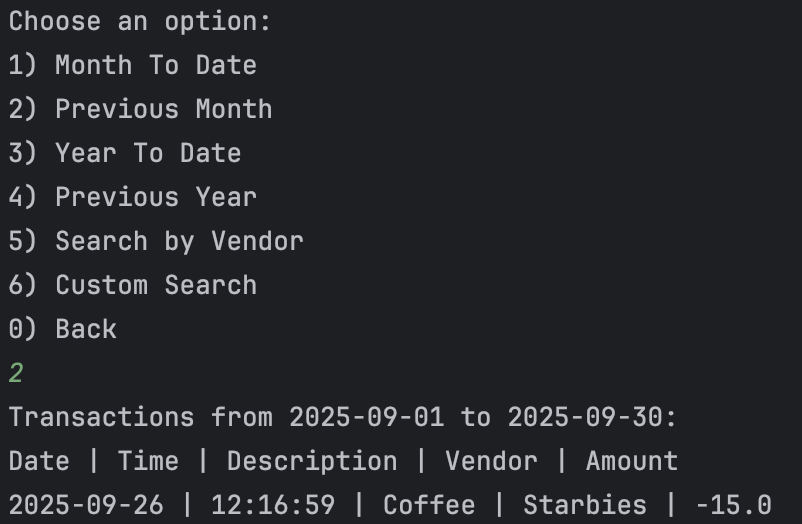 Choose an option:
1) Month To Date
2) Previous Month
3) Year To Date
4) Previous Year
5) Search by Vendor
6) Custom Search
0) Back
2
Transactions from 2025-09-01 to 2025-09-30:
Date | Time | Description | Vendor | Amount
2025-09-26 | 12:16:59 | Coffee | Starbies | -15.0